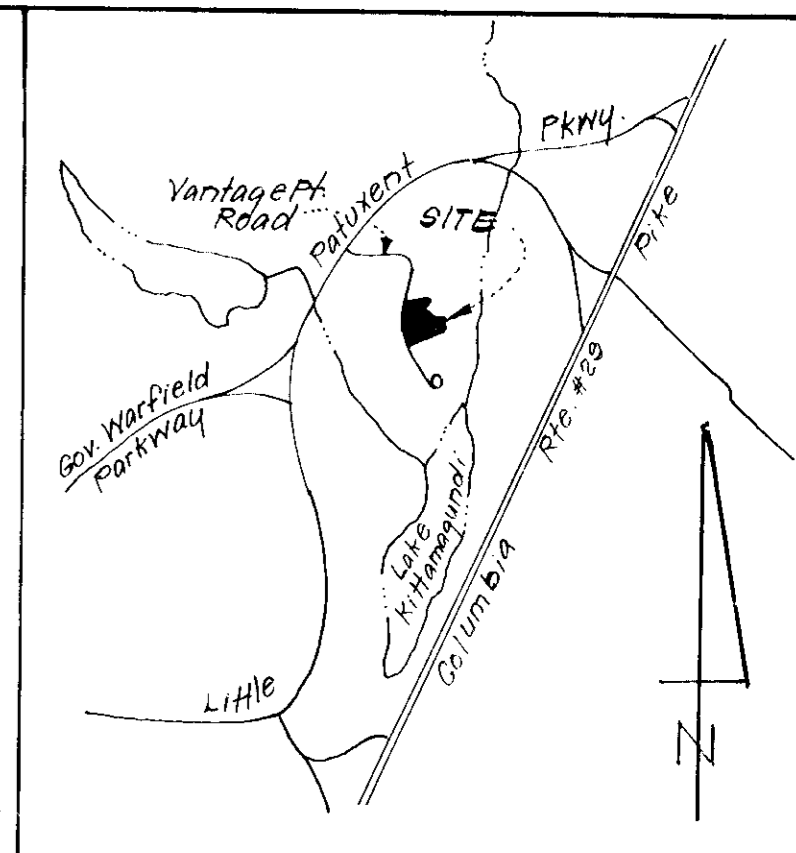 PKWY.
Patuxent
Vantage Pt.
Road
SITE
Pike
Rte. #29
Gov. Warfield
Parkway
Lake
Kittamaqundi
Columbia
Little
N